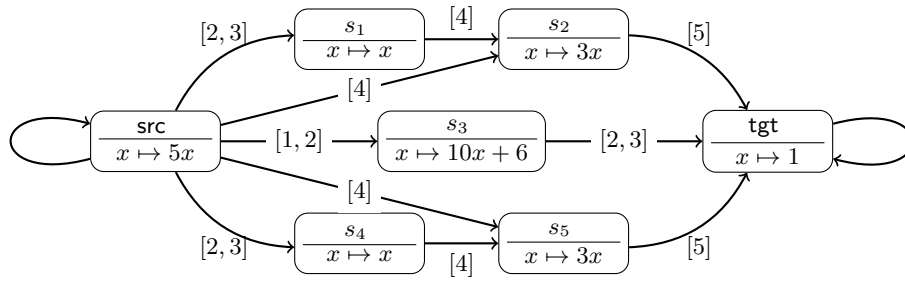 [2, 3]
s₁
x ↦ x
[4]
s₂
x ↦ 3x
[5]
[4]
src
x ↦ 5x
[1, 2]
s₃
x ↦ 10x + 6
[2, 3]
tgt
x ↦ 1
[4]
[2, 3]
s₄
x ↦ x
[4]
s₅
x ↦ 3x
[5]